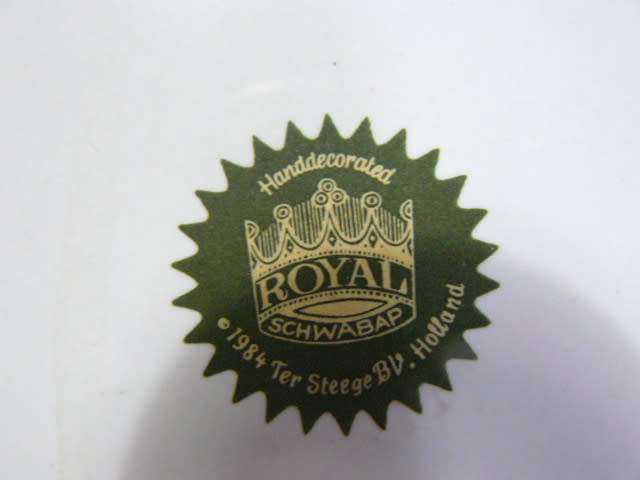 Handdecorated
ROYAL
SCHWABAP
© 1984 Ter Steege BV. Holland